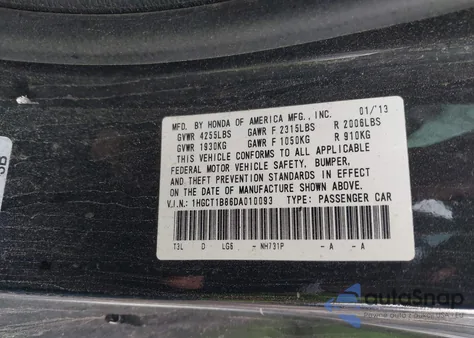 MFD. BY HONDA OF AMERICA MFG., INC. 01/13
GVWR 4255LBS GAWR F 2315LBS R 2006LBS
GVWR 1930KG GAWR F 1050KG R 910KG
THIS VEHICLE CONFORMS TO ALL APPLICABLE
FEDERAL MOTOR VEHICLE SAFETY, BUMPER,
AND THEFT PREVENTION STANDARDS IN EFFECT
ON THE DATE OF MANUFACTURE SHOWN ABOVE.
V.I.N.: 1HGCT1B86DA010093 TYPE: PASSENGER CAR
T3L D LG6 - NH731P - A - A
autoSnap